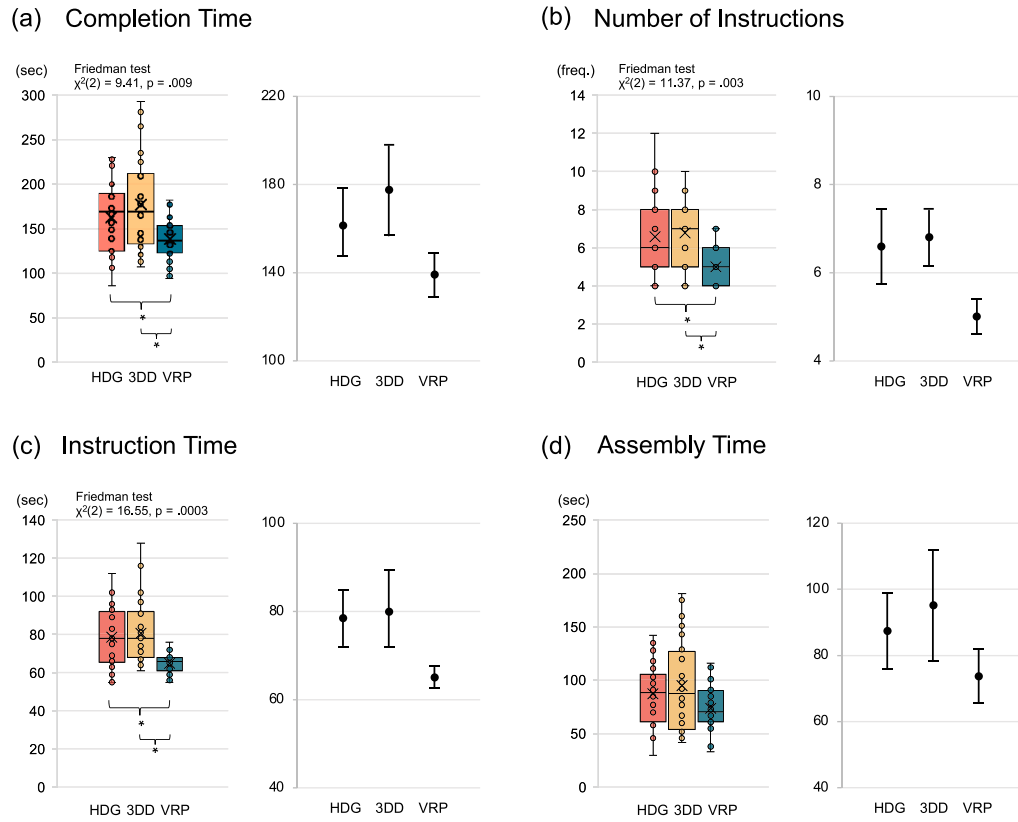 (a) Completion Time
(sec)
Friedman test
χ²(2) = 9.41, p = .009
300
250
200
150
100
50
0
*
*
HDG 3DD VRP
220
180
140
100
HDG 3DD VRP
(b) Number of Instructions
(freq.)
Friedman test
χ²(2) = 11.37, p = .003
14
12
10
8
6
4
2
0
*
*
HDG 3DD VRP
10
8
6
4
HDG 3DD VRP
(c) Instruction Time
(sec)
Friedman test
χ²(2) = 16.55, p = .0003
140
120
100
80
60
40
20
0
*
*
HDG 3DD VRP
100
80
60
40
HDG 3DD VRP
(d) Assembly Time
(sec)
250
200
150
100
50
0
HDG 3DD VRP
120
100
80
60
40
HDG 3DD VRP